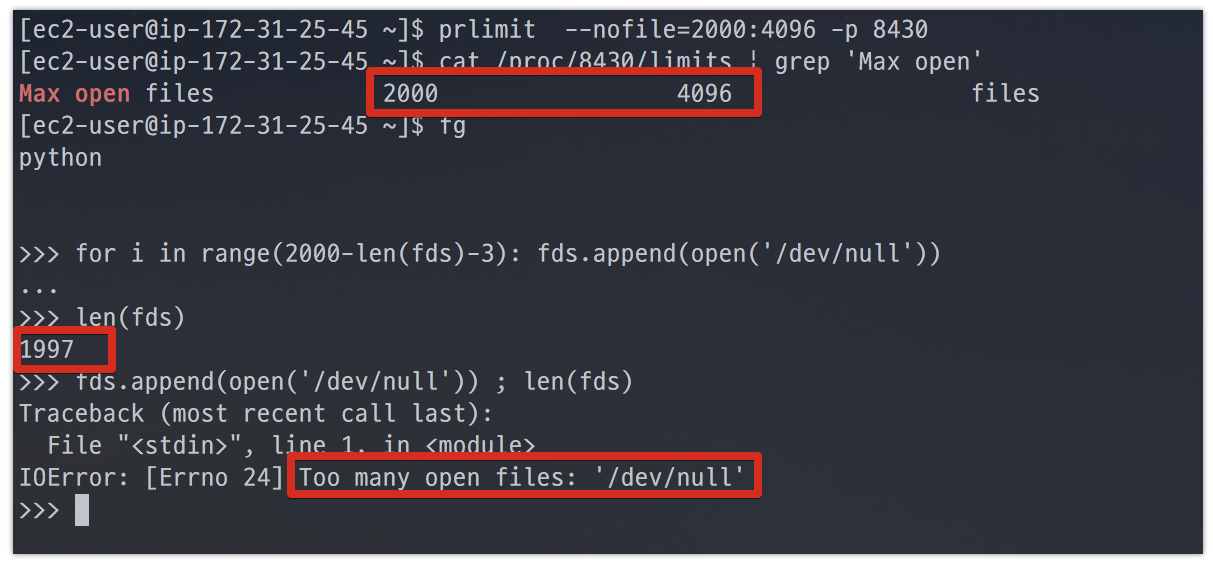 [ec2-user@ip-172-31-25-45 ~]$ prlimit  --nofile=2000:4096 -p 8430
[ec2-user@ip-172-31-25-45 ~]$ cat /proc/8430/limits | grep 'Max open'
Max open files            2000                 4096                 files
[ec2-user@ip-172-31-25-45 ~]$ fg
python
>>> for i in range(2000-len(fds)-3): fds.append(open('/dev/null'))
...
>>> len(fds)
1997
>>> fds.append(open('/dev/null')) ; len(fds)
Traceback (most recent call last):
  File "<stdin>", line 1, in <module>
IOError: [Errno 24] Too many open files: '/dev/null'
>>>